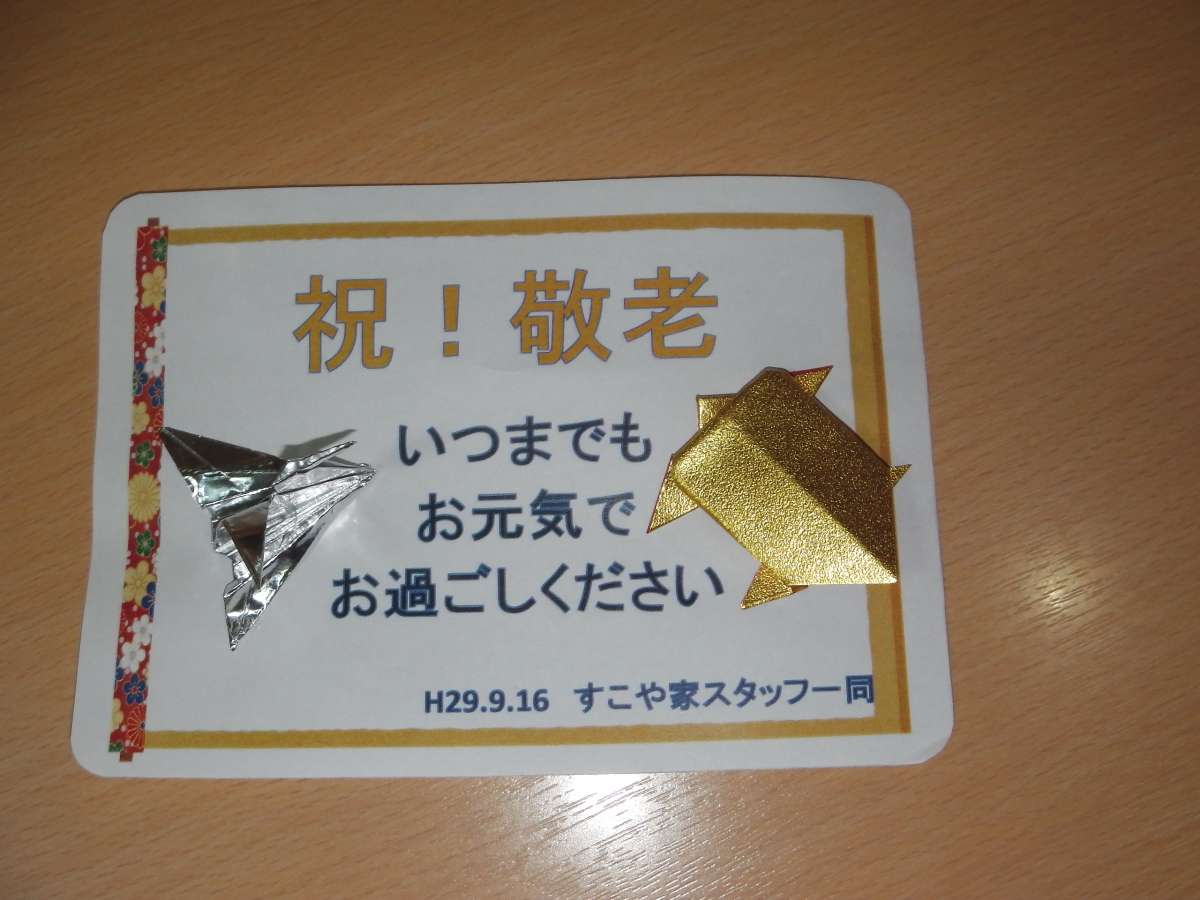 祝！敬老
いつまでも
お元気で
お過ごしください
H29.9.16 すこや家スタッフ一同